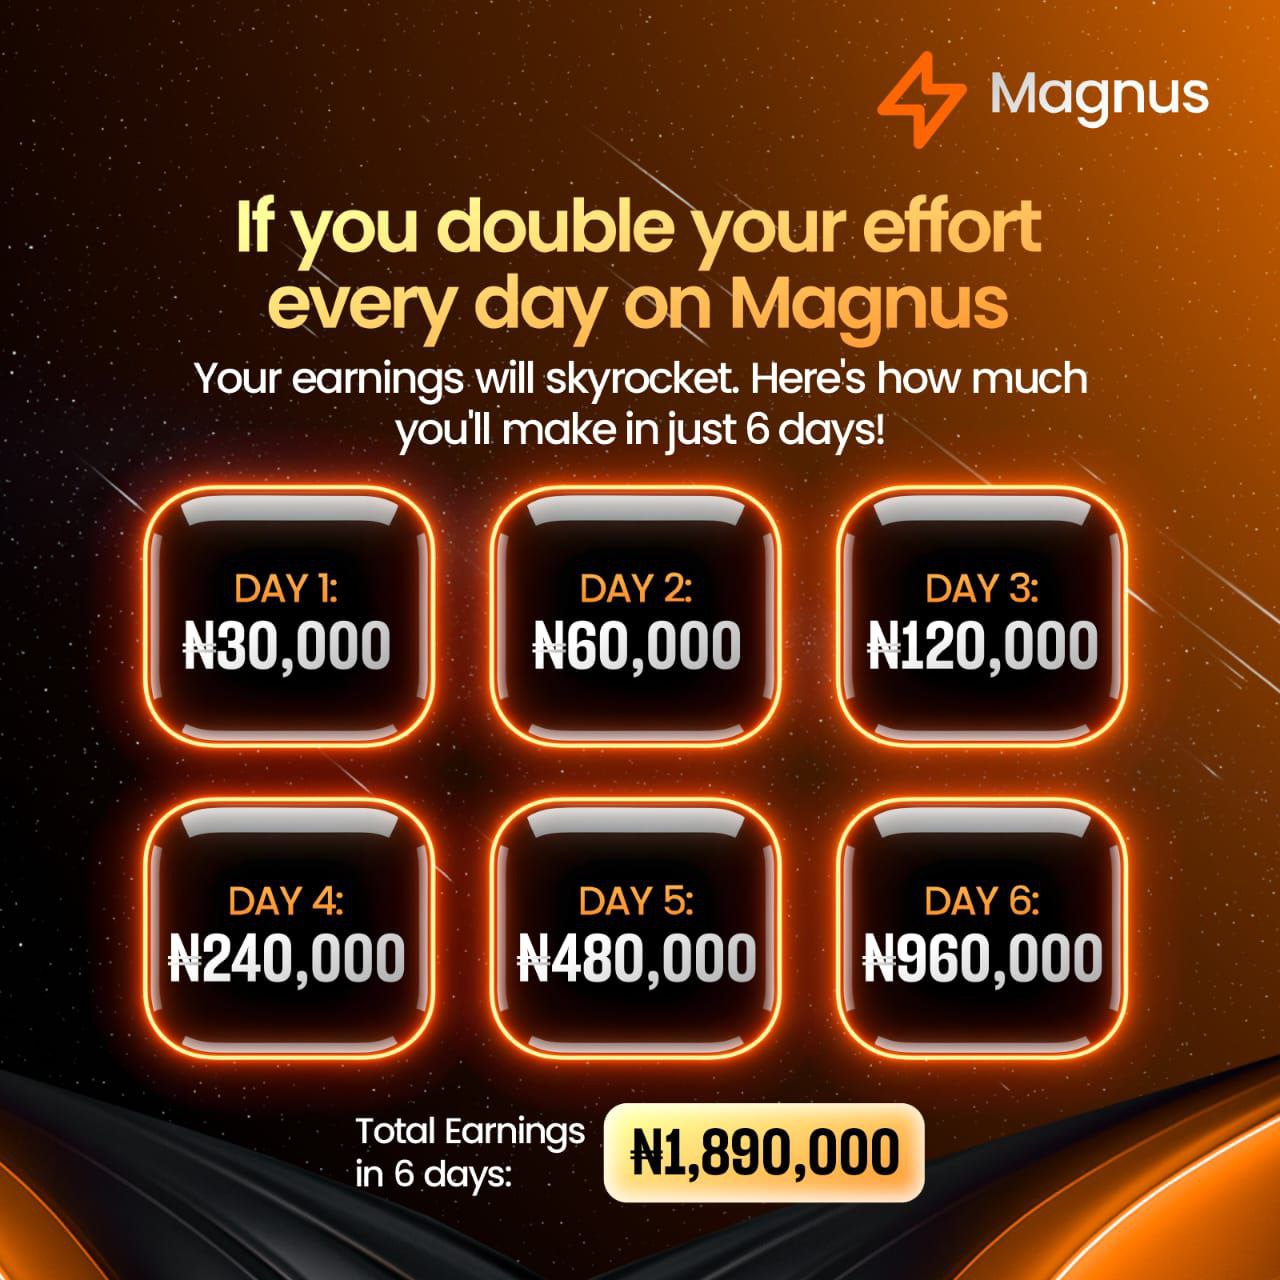 Magnus
If you double your effort
every day on Magnus
Your earnings will skyrocket. Here's how much
you'll make in just 6 days!
DAY 1:
₦30,000
DAY 2:
₦60,000
DAY 3:
₦120,000
DAY 4:
₦240,000
DAY 5:
₦480,000
DAY 6:
₦960,000
Total Earnings
in 6 days:
₦1,890,000